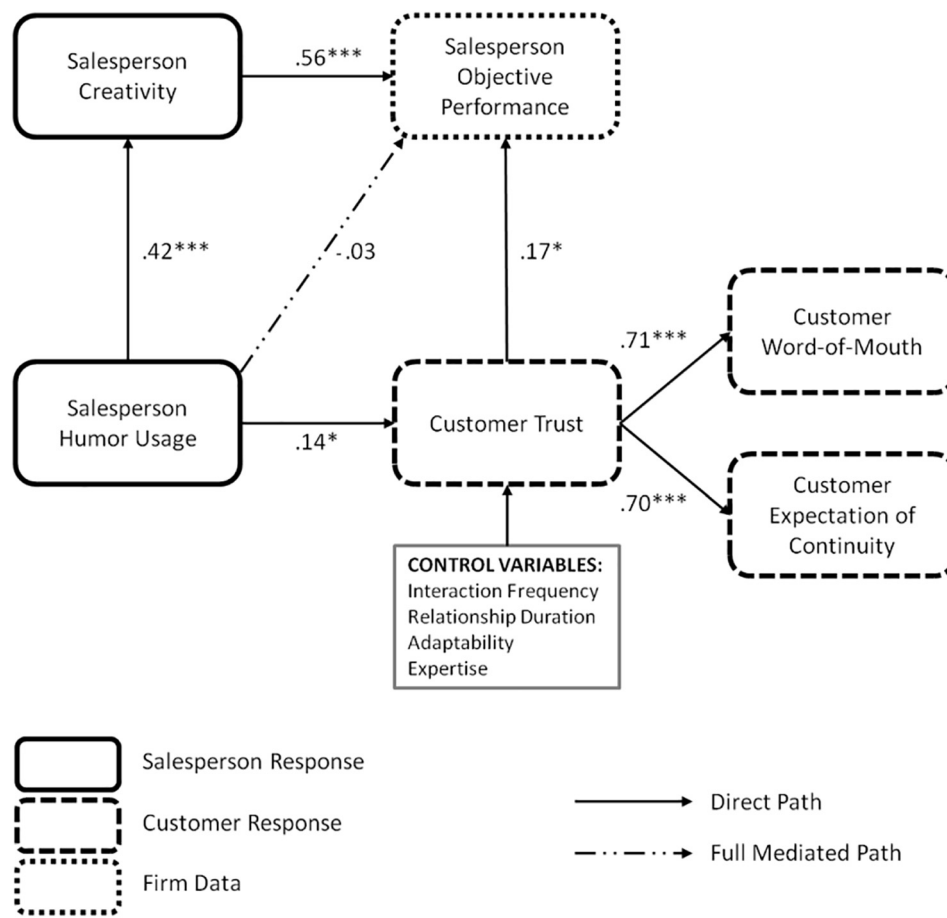 Salesperson
Creativity
.56***
Salesperson
Objective
Performance
.42***
-.03
.17*
Salesperson
Humor Usage
.14*
Customer Trust
.71***
Customer
Word-of-Mouth
.70***
Customer
Expectation of
Continuity
CONTROL VARIABLES:
Interaction Frequency
Relationship Duration
Adaptability
Expertise
Salesperson Response
Customer Response
Firm Data
Direct Path
Full Mediated Path